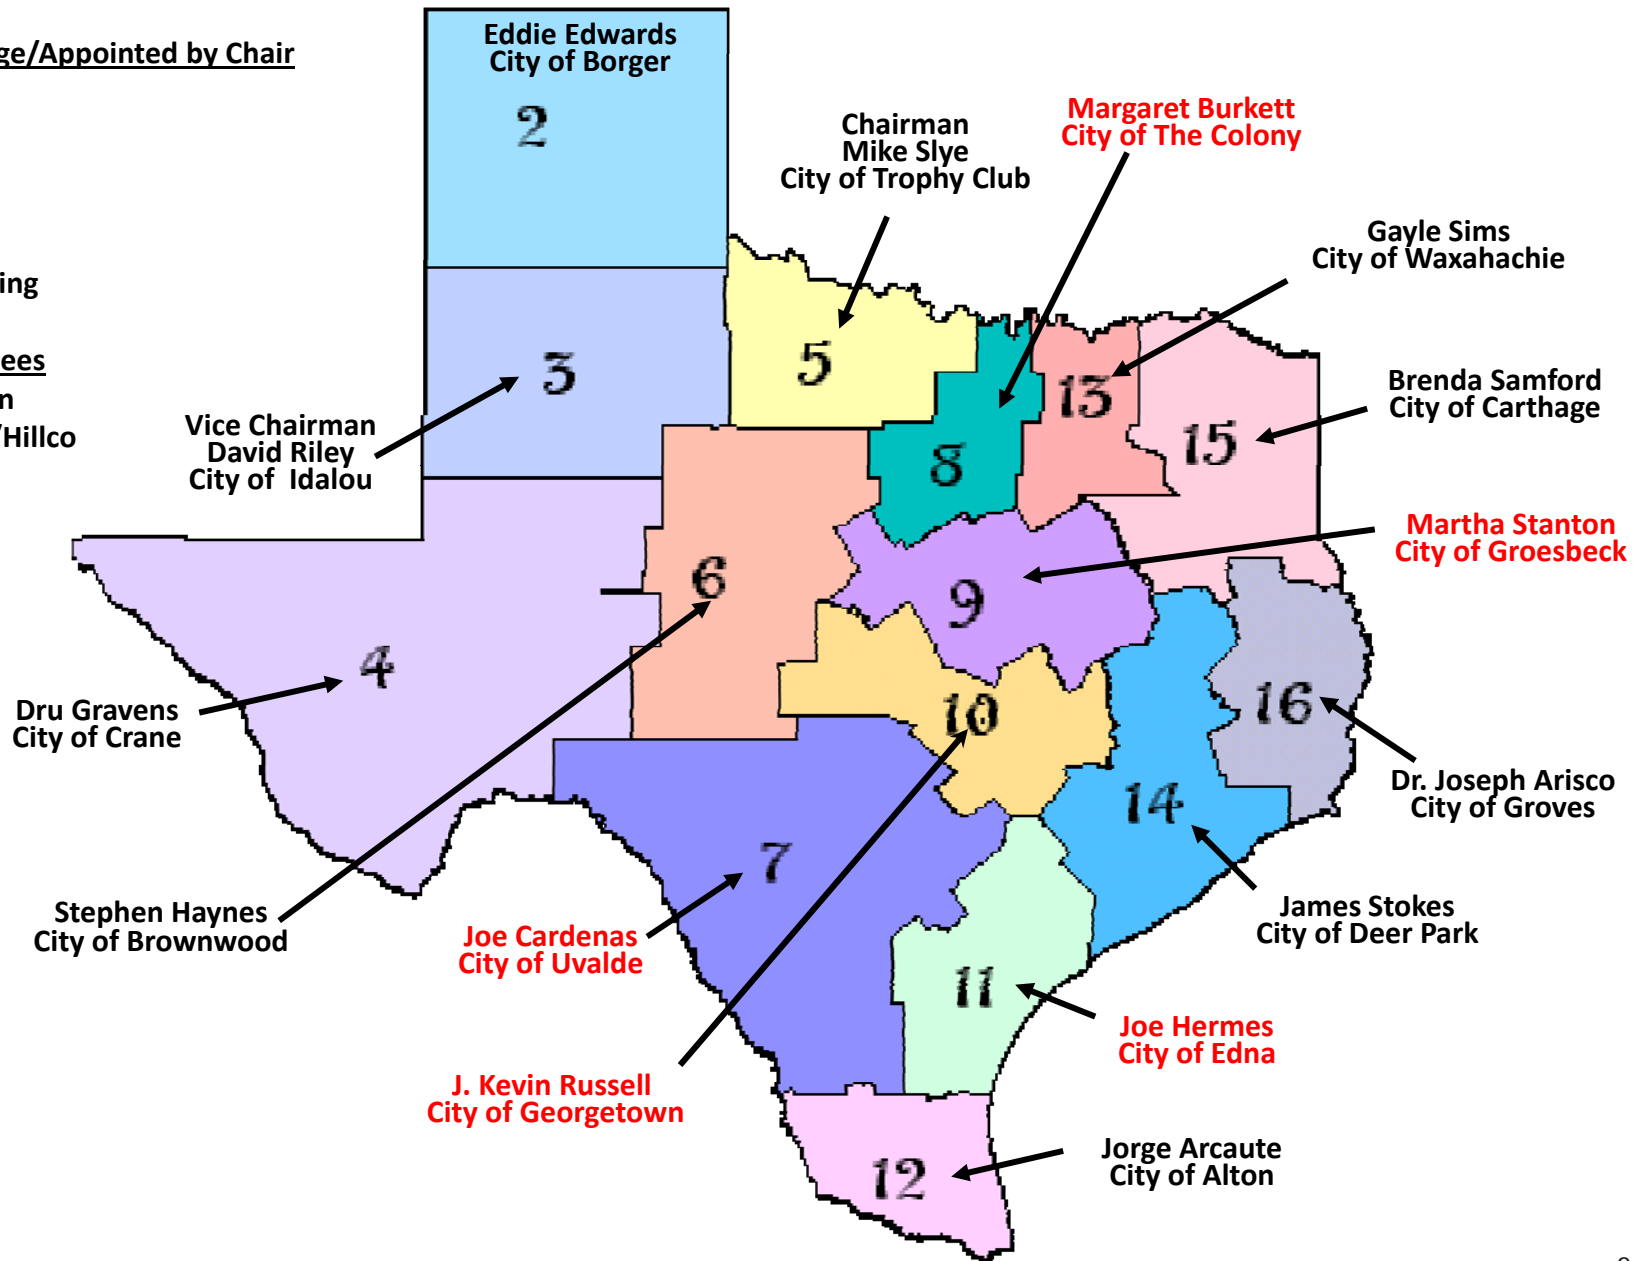 ge/Appointed by Chair
ing
ees
n
/Hillco
Eddie Edwards
City of Borger
2
Chairman
Mike Slye
City of Trophy Club
Margaret Burkett
City of The Colony
Gayle Sims
City of Waxahachie
Brenda Samford
City of Carthage
Vice Chairman
David Riley
City of  Idalou
3
5
13
15
8
Martha Stanton
City of Groesbeck
6
9
4
10
16
14
Dru Gravens
City of Crane
Dr. Joseph Arisco
City of Groves
7
Stephen Haynes
City of Brownwood
Joe Cardenas
City of Uvalde
James Stokes
City of Deer Park
11
Joe Hermes
City of Edna
J. Kevin Russell
City of Georgetown
12
Jorge Arcaute
City of Alton